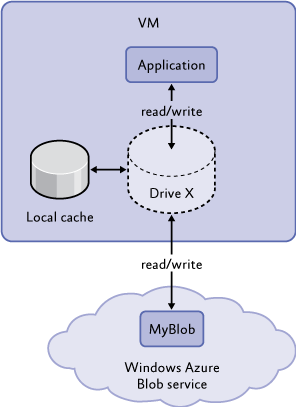 VM
Application
read/write
Drive X
Local cache
read/write
MyBlob
Windows Azure
Blob service